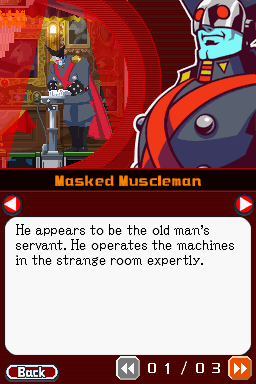 Masked Muscleman
He appears to be the old man's
servant. He operates the machines
in the strange room expertly.
Back
01/03